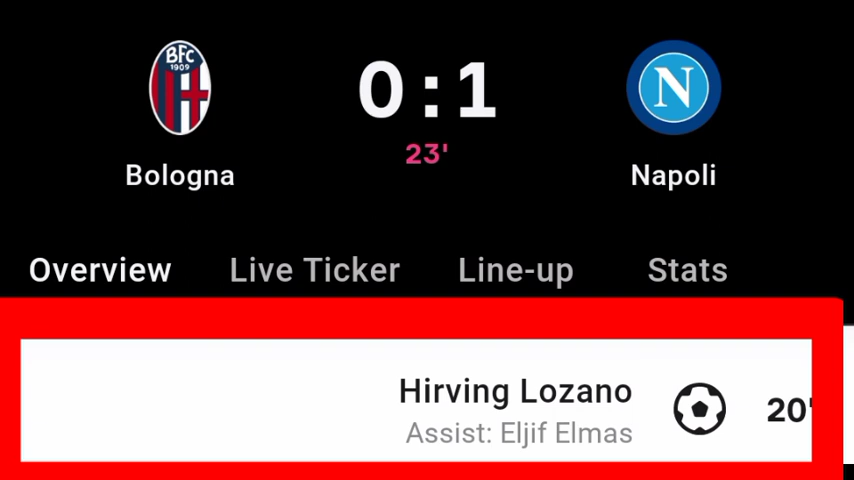 BFC
1909
0:1
N
23'
Bologna
Napoli
Overview Live Ticker Line-up Stats
Hirving Lozano
20'
Assist: Eljif Elmas